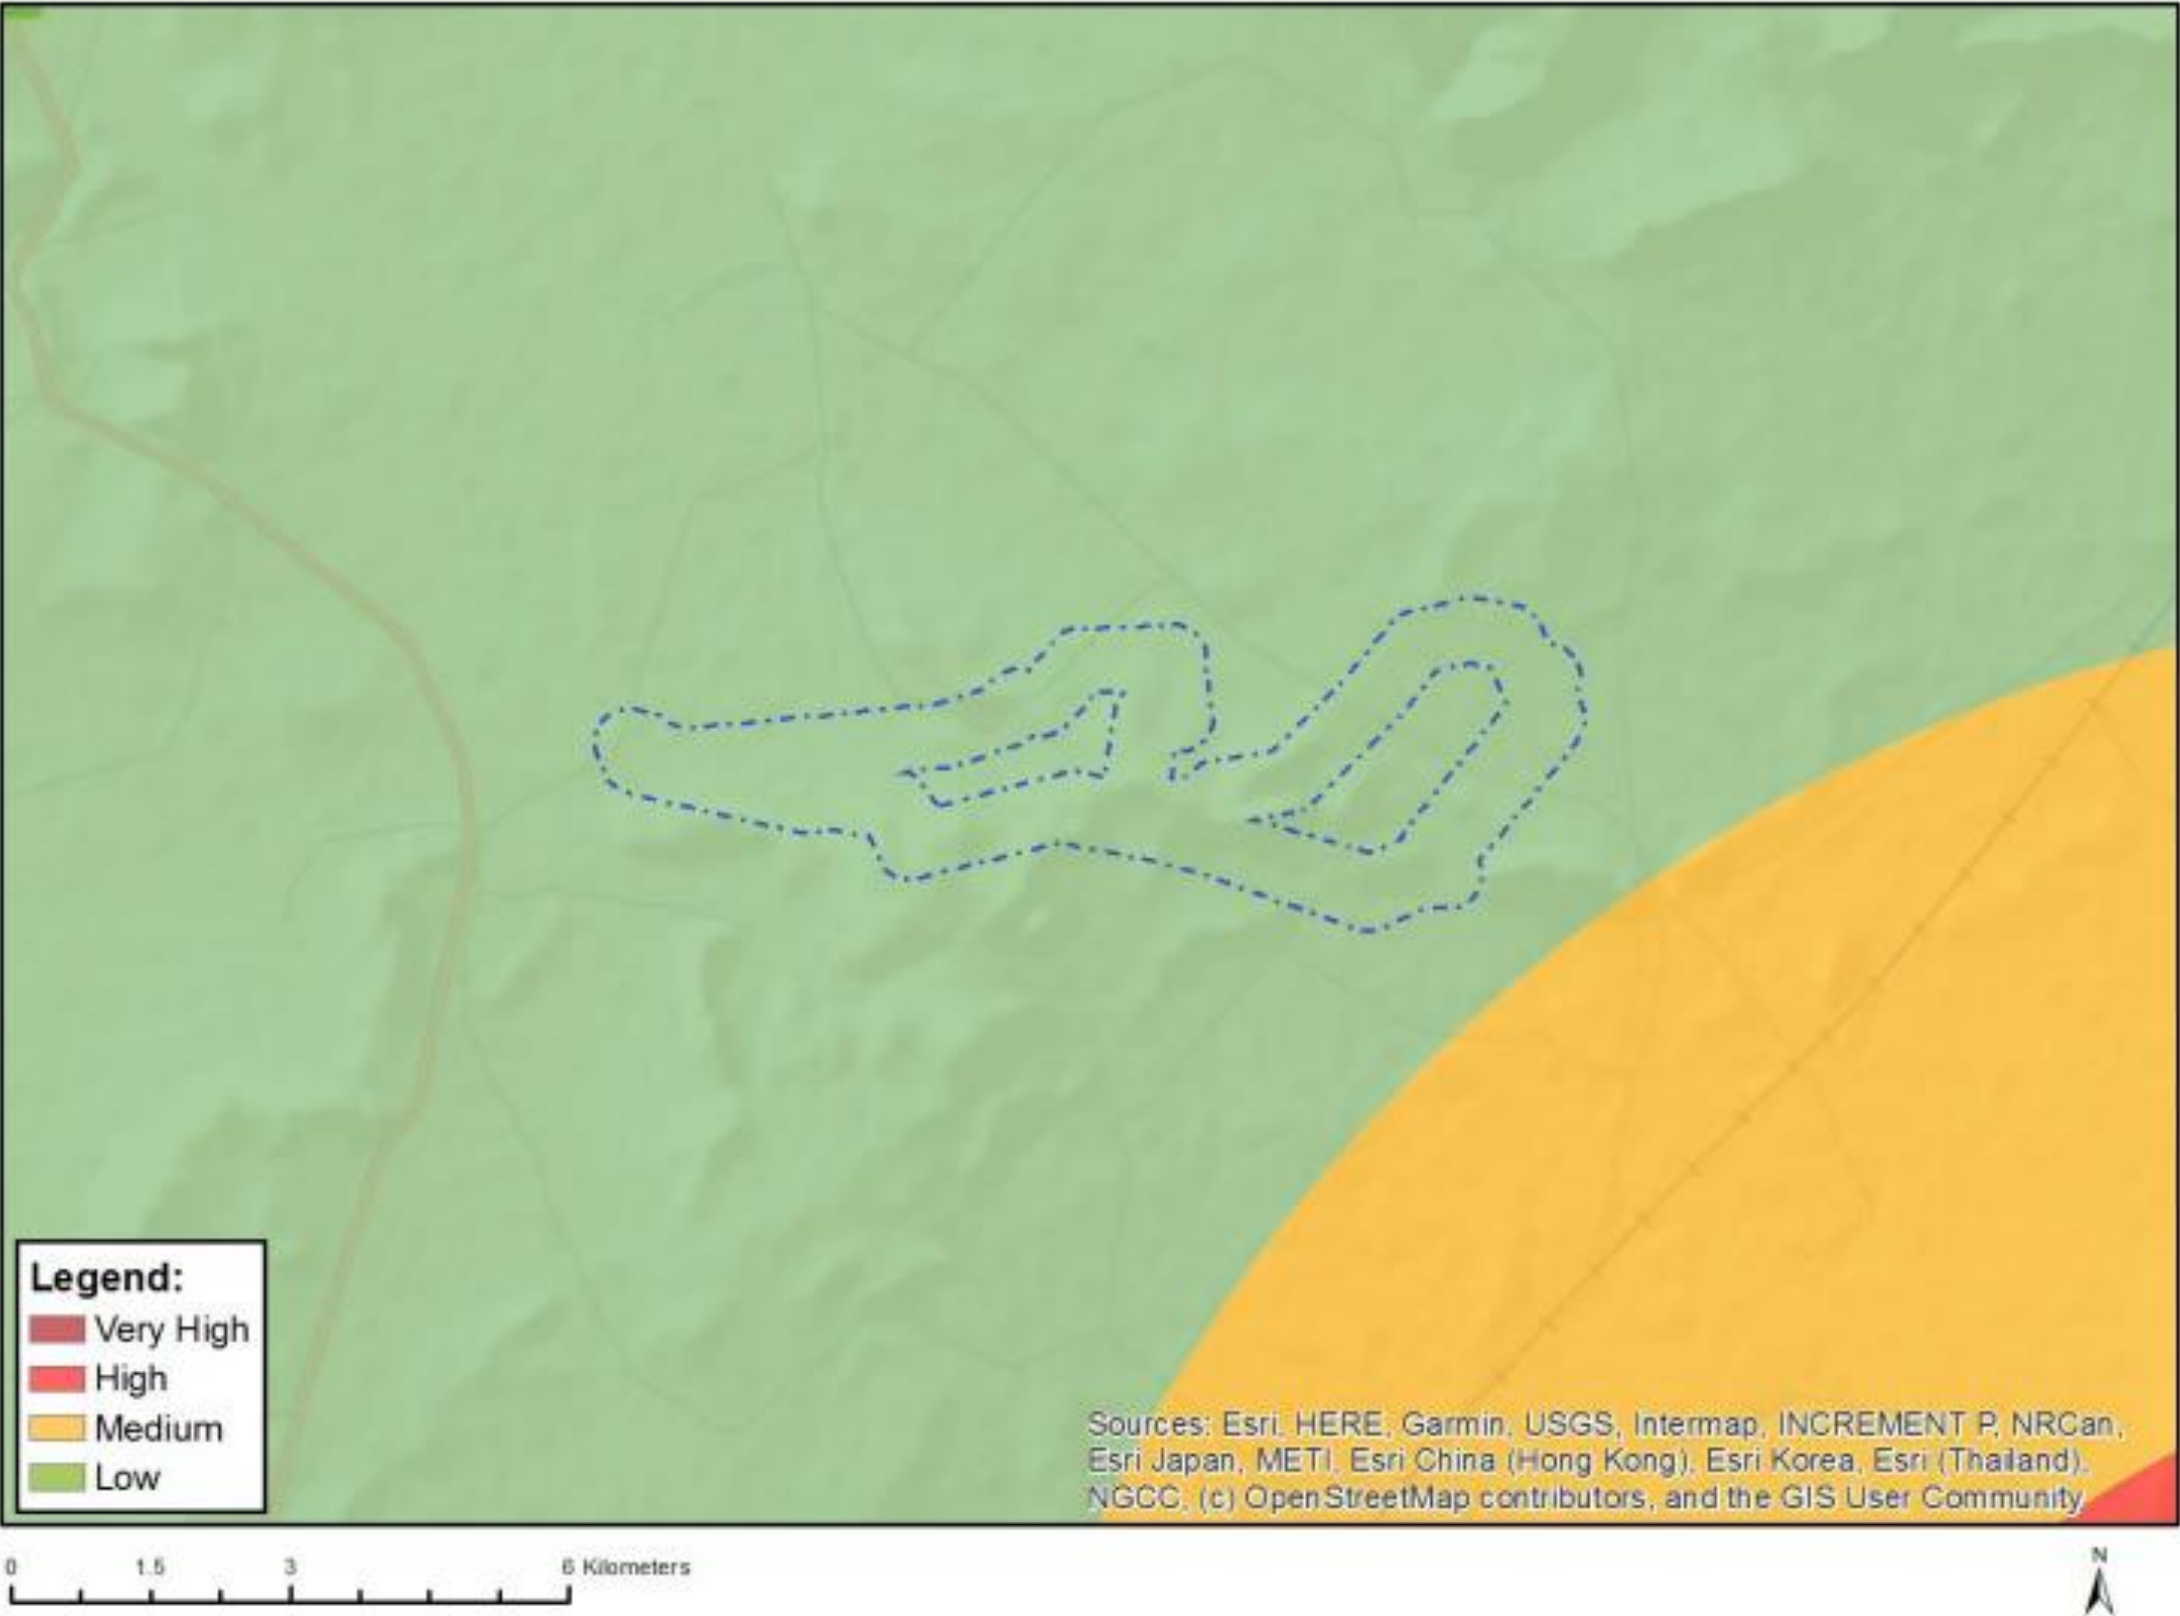 Legend:
Very High
High
Medium
Low
Sources: Esri, HERE, Garmin, USGS, Intermap, INCREMENT P, NRCan,
Esri Japan, METI, Esri China (Hong Kong), Esri Korea, Esri (Thailand),
NGCC, (c) OpenStreetMap contributors, and the GIS User Community
0 1.5 3 6 Kilometers
N